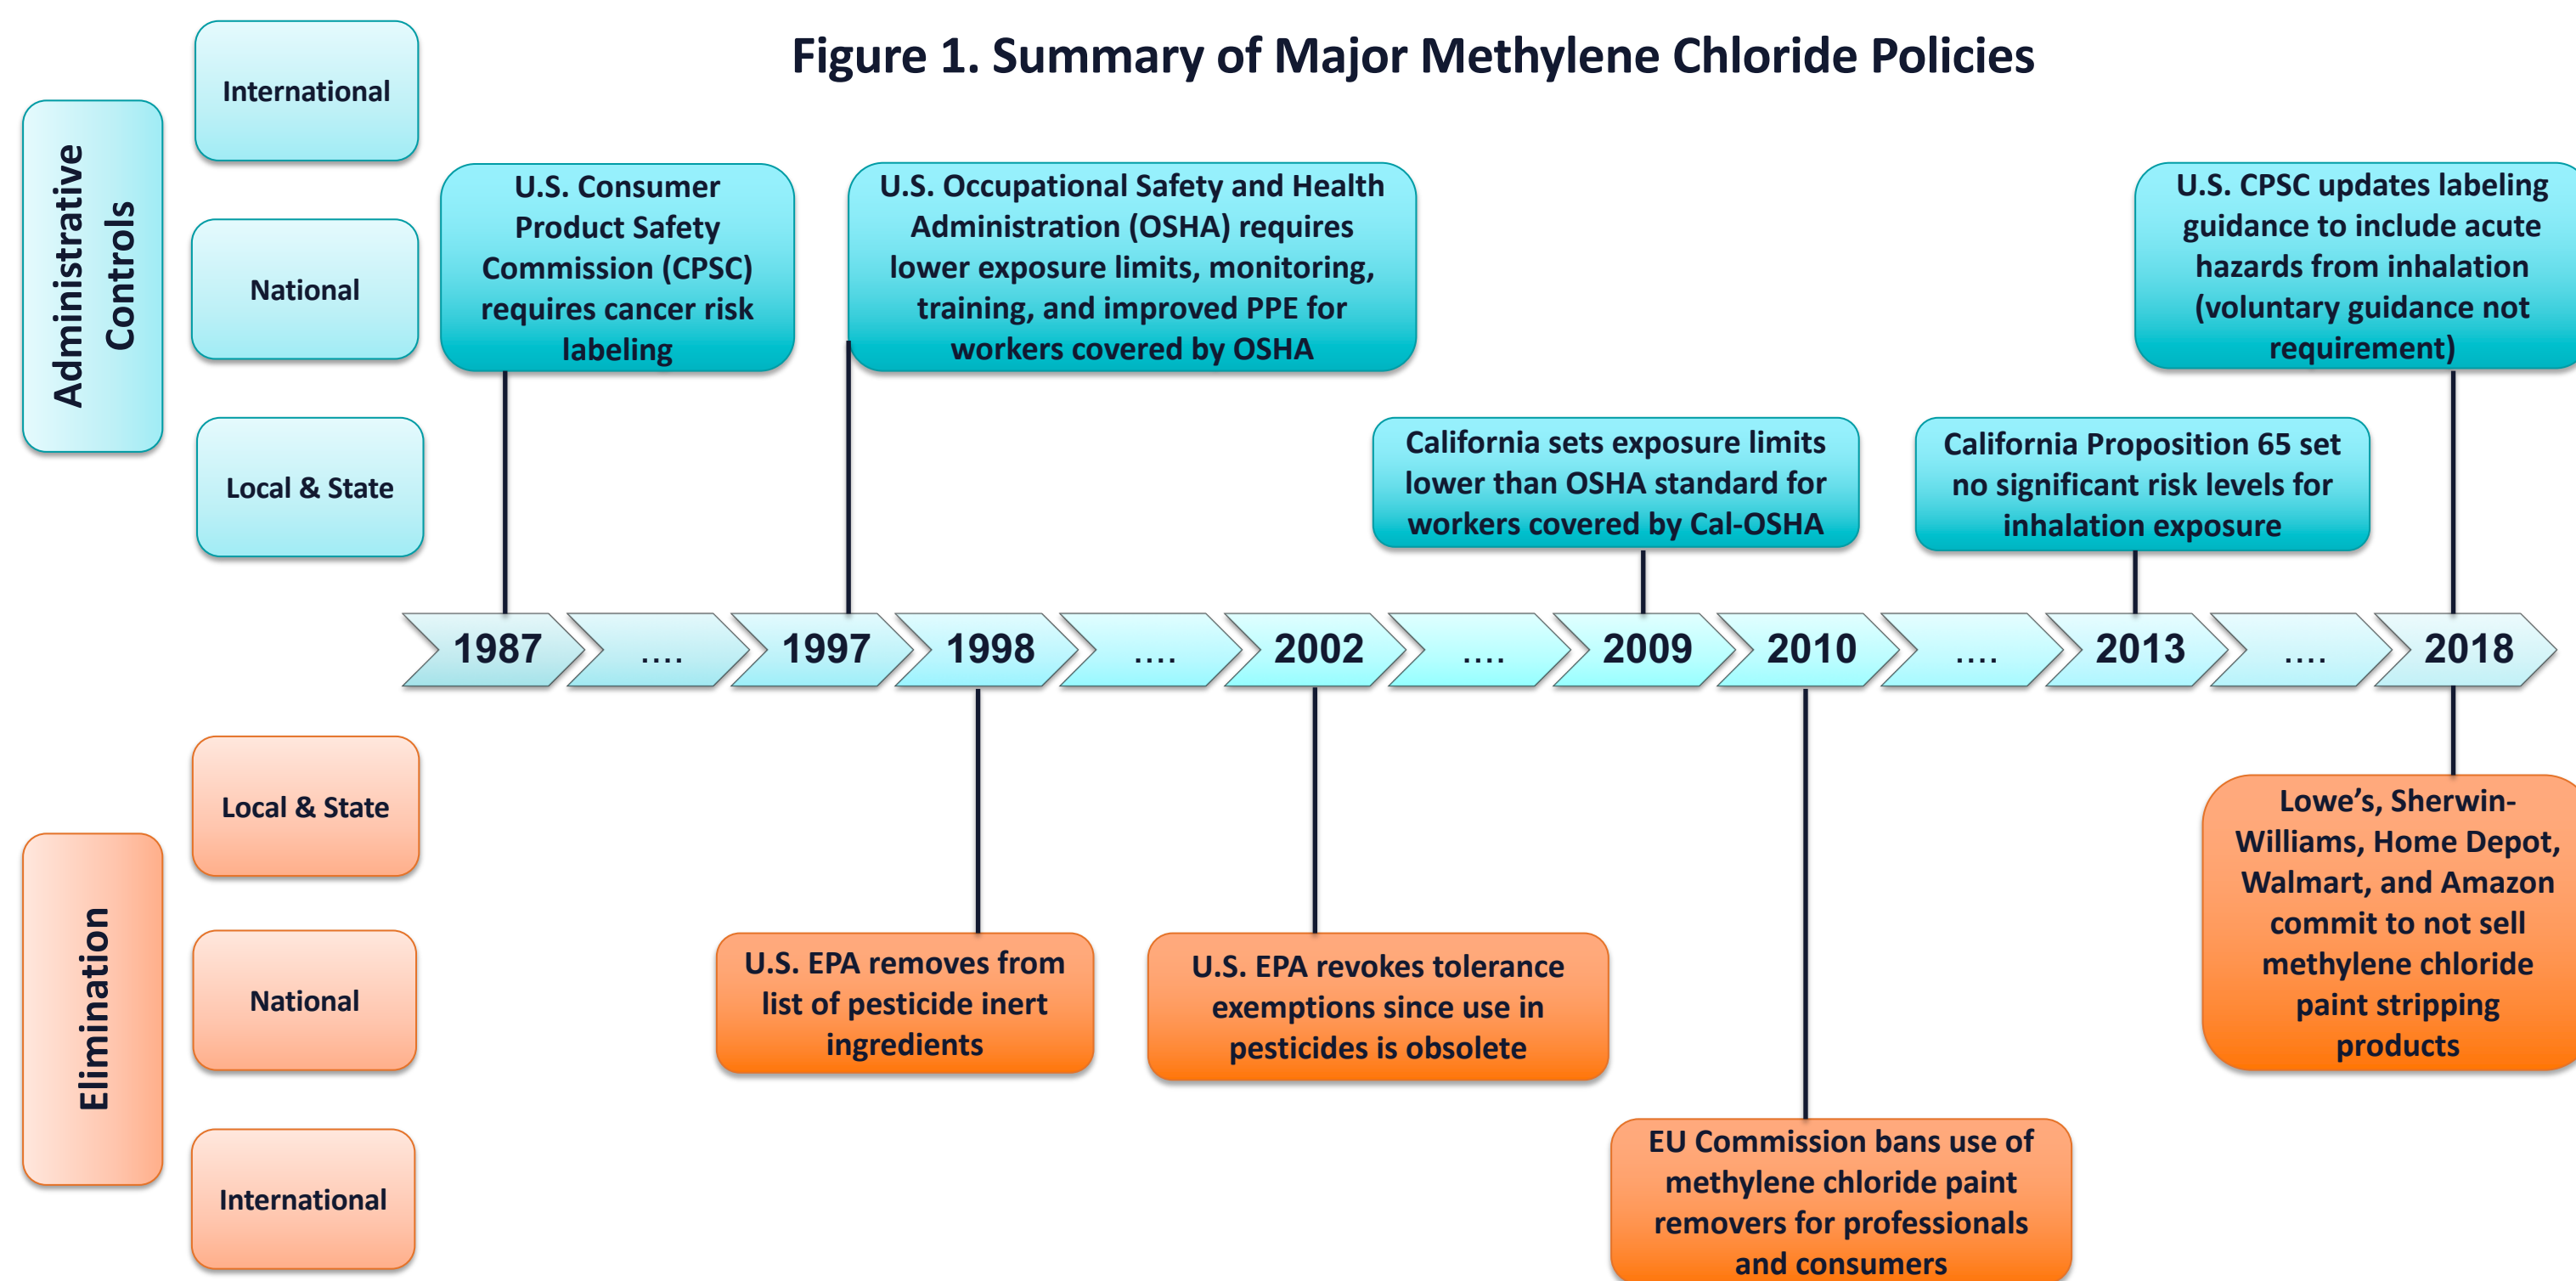 Figure 1. Summary of Major Methylene Chloride Policies
Administrative
Controls
International
National
Local & State
U.S. Consumer
Product Safety
Commission (CPSC)
requires cancer risk
labeling
U.S. Occupational Safety and Health
Administration (OSHA) requires
lower exposure limits, monitoring,
training, and improved PPE for
workers covered by OSHA
U.S. CPSC updates labeling
guidance to include acute
hazards from inhalation
(voluntary guidance not
requirement)
California sets exposure limits
lower than OSHA standard for
workers covered by Cal-OSHA
California Proposition 65 set
no significant risk levels for
inhalation exposure
1987 .... 1997 1998 .... 2002 .... 2009 2010 .... 2013 .... 2018
Elimination
Local & State
National
International
U.S. EPA removes from
list of pesticide inert
ingredients
U.S. EPA revokes tolerance
exemptions since use in
pesticides is obsolete
EU Commission bans use of
methylene chloride paint
removers for professionals
and consumers
Lowe’s, Sherwin-
Williams, Home Depot,
Walmart, and Amazon
commit to not sell
methylene chloride
paint stripping
products